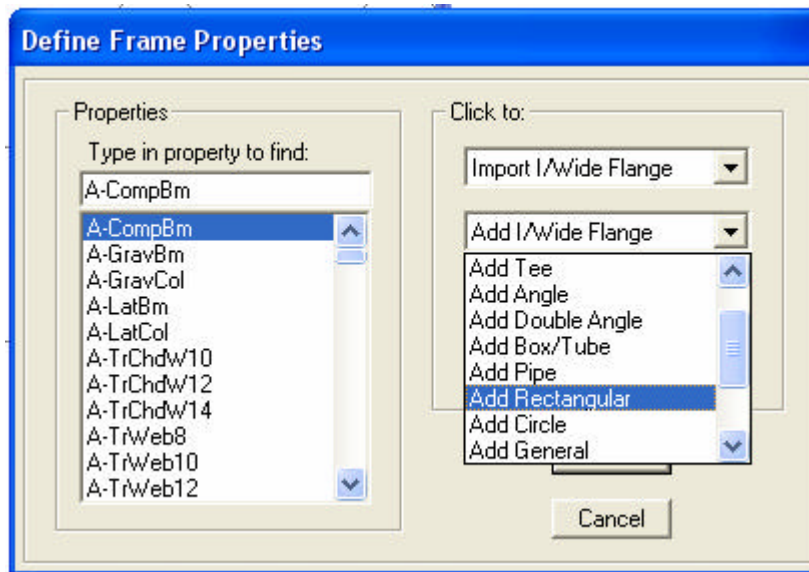 Define Frame Properties
Properties
Type in property to find:
A-CompBm
A-CompBm
A-GravBm
A-GravCol
A-LatBm
A-LatCol
A-TrChdW10
A-TrChdW12
A-TrChdW14
A-TrWeb8
A-TrWeb10
A-TrWeb12
Click to:
Import I/Wide Flange
Add I/Wide Flange
Add Tee
Add Angle
Add Double Angle
Add Box/Tube
Add Pipe
Add Rectangular
Add Circle
Add General
Cancel